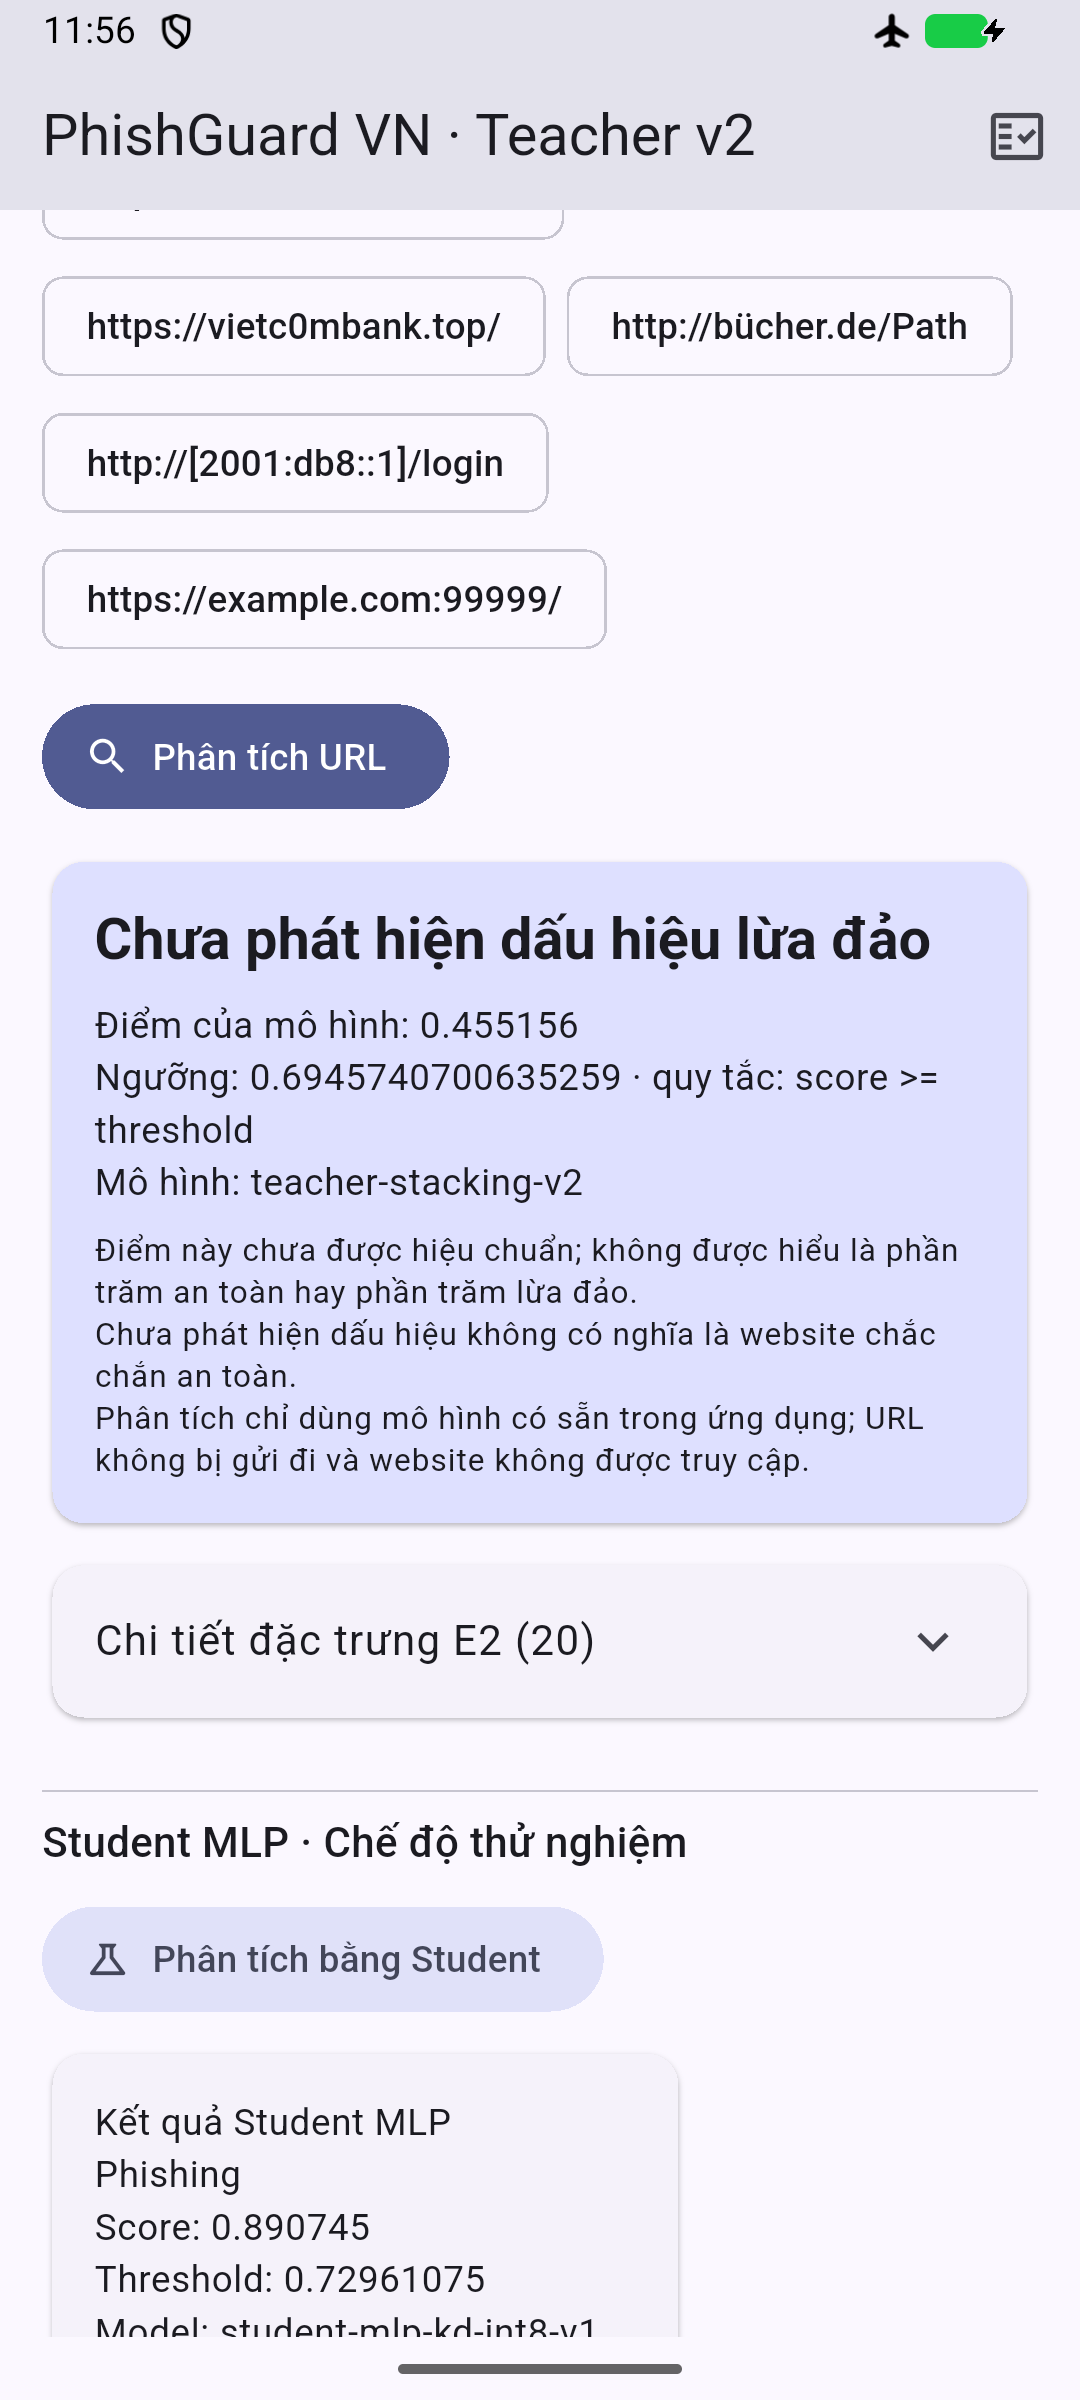 11:56
PhishGuard VN · Teacher v2
https://vietc0mbank.top/
http://bücher.de/Path
http://[2001:db8::1]/login
https://example.com:99999/
Phân tích URL
Chưa phát hiện dấu hiệu lừa đảo
Điểm của mô hình: 0.455156
Ngưỡng: 0.6945740700635259 · quy tắc: score >=
threshold
Mô hình: teacher-stacking-v2
Điểm này chưa được hiệu chuẩn; không được hiểu là phần
trăm an toàn hay phần trăm lừa đảo.
Chưa phát hiện dấu hiệu không có nghĩa là website chắc
chắn an toàn.
Phân tích chỉ dùng mô hình có sẵn trong ứng dụng; URL
không bị gửi đi và website không được truy cập.
Chi tiết đặc trưng E2 (20)
Student MLP · Chế độ thử nghiệm
Phân tích bằng Student
Kết quả Student MLP
Phishing
Score: 0.890745
Threshold: 0.72961075
Model: student-mlp-kd-int8-v1